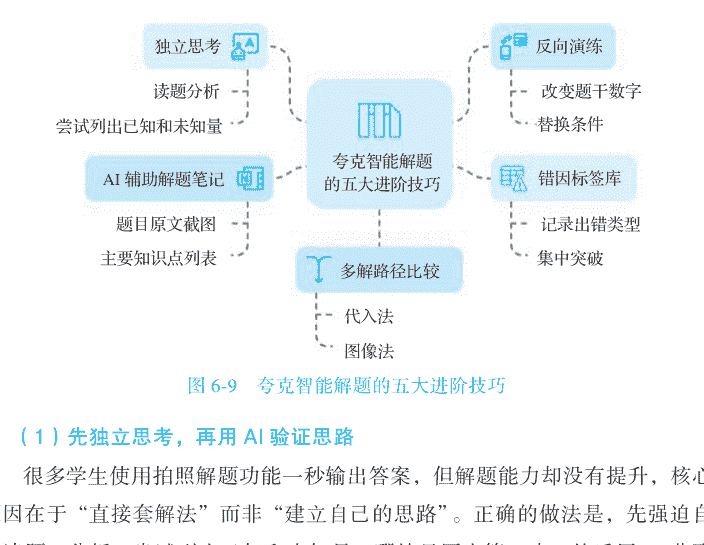 独立思考
读题分析
尝试列出已知和未知量
AI 辅助解题笔记
题目原文截图
主要知识点列表
夸克智能解题
的五大进阶技巧
多解路径比较
代入法
图像法
反向演练
改变题干数字
替换条件
错因标签库
记录出错类型
集中突破
图 6-9 夸克智能解题的五大进阶技巧
（1）先独立思考，再用 AI 验证思路
很多学生使用拍照解题功能一秒输出答案，但解题能力却没有提升，核心
因在于“直接套解法”而非“建立自己的思路”。正确的做法是，先强迫自